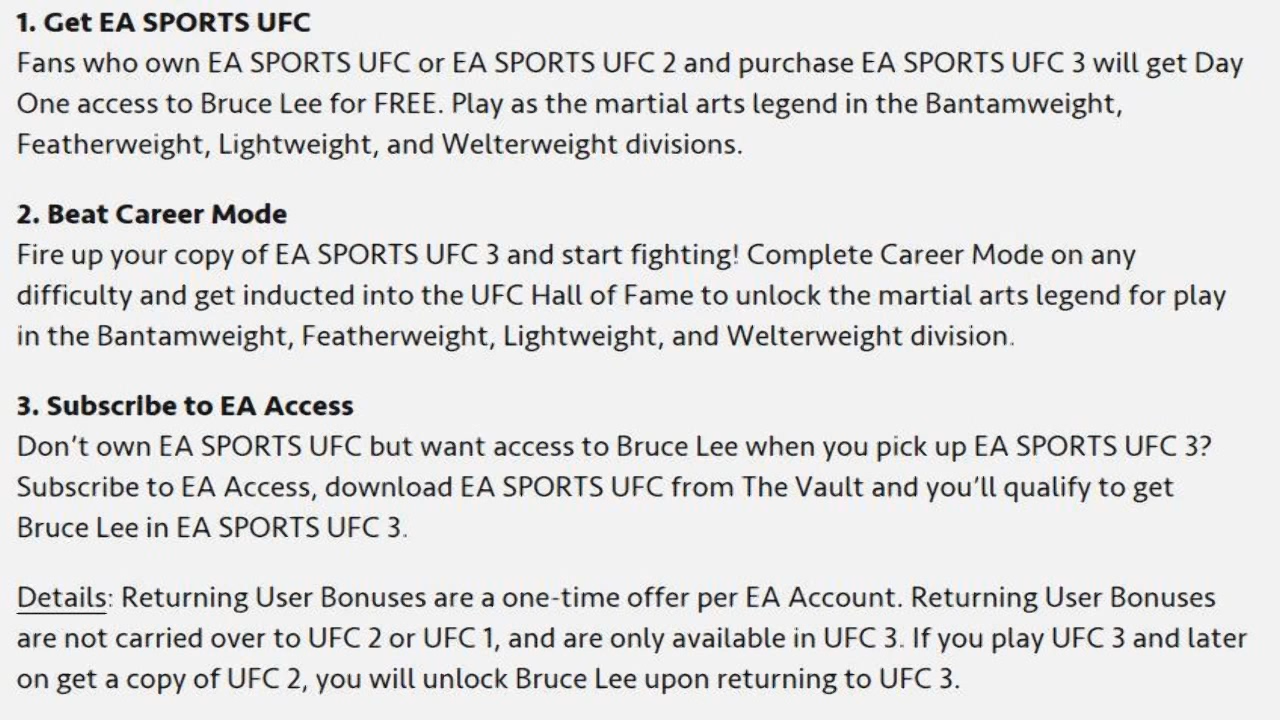 1. Get EA SPORTS UFC
Fans who own EA SPORTS UFC or EA SPORTS UFC 2 and purchase EA SPORTS UFC 3 will get Day
One access to Bruce Lee for FREE. Play as the martial arts legend in the Bantamweight,
Featherweight, Lightweight, and Welterweight divisions.
2. Beat Career Mode
Fire up your copy of EA SPORTS UFC 3 and start fighting! Complete Career Mode on any
difficulty and get inducted into the UFC Hall of Fame to unlock the martial arts legend for play
in the Bantamweight, Featherweight, Lightweight, and Welterweight division.
3. Subscribe to EA Access
Don’t own EA SPORTS UFC but want access to Bruce Lee when you pick up EA SPORTS UFC 3?
Subscribe to EA Access, download EA SPORTS UFC from The Vault and you’ll qualify to get
Bruce Lee in EA SPORTS UFC 3.
Details: Returning User Bonuses are a one-time offer per EA Account. Returning User Bonuses
are not carried over to UFC 2 or UFC 1, and are only available in UFC 3. If you play UFC 3 and later
on get a copy of UFC 2, you will unlock Bruce Lee upon returning to UFC 3.